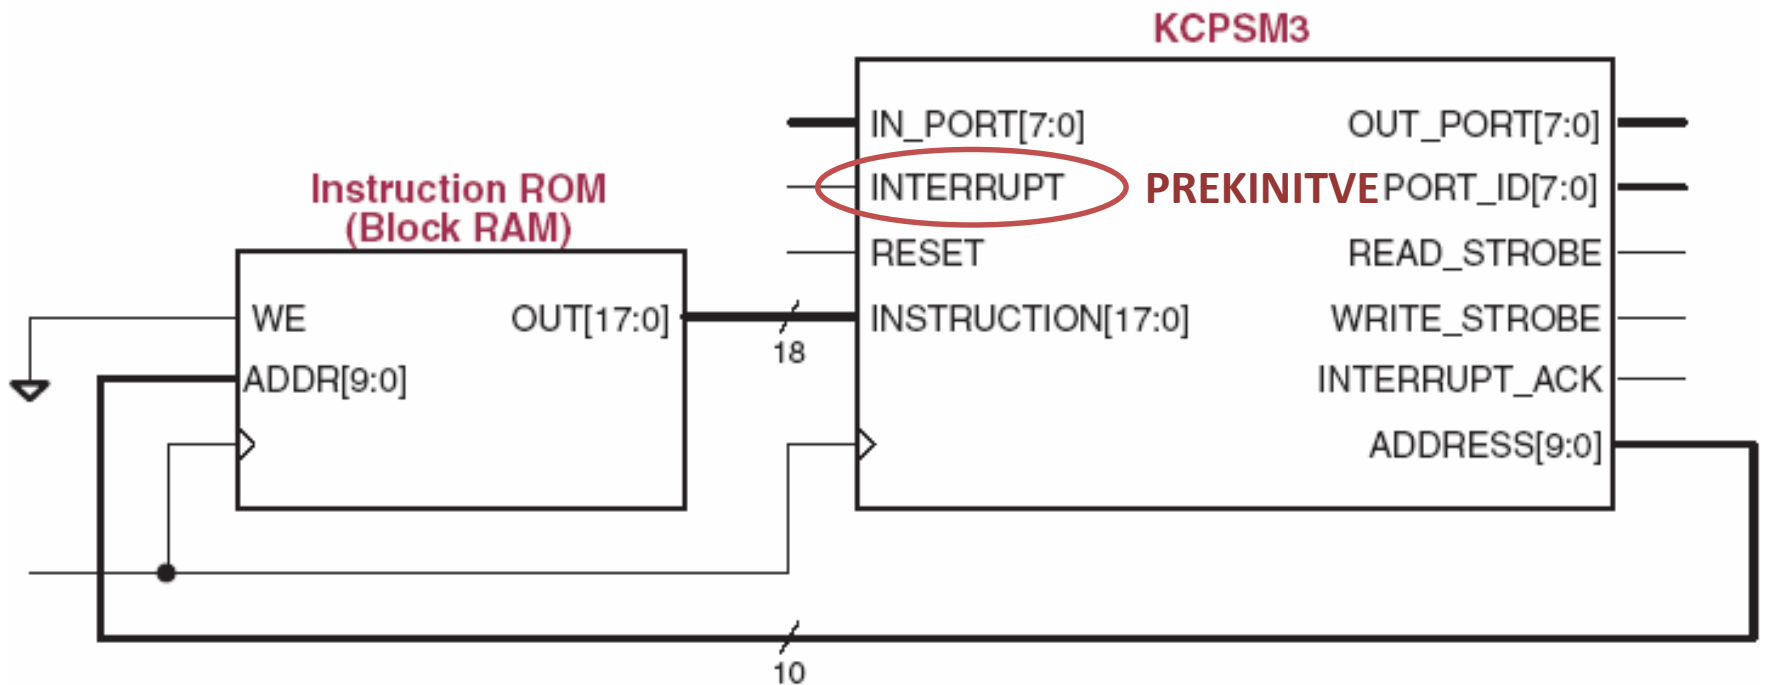 KCPSM3
IN_PORT[7:0]
OUT_PORT[7:0]
INTERRUPT
PREKINITVE
PORT_ID[7:0]
Instruction ROM
(Block RAM)
RESET
READ_STROBE
WE
OUT[17:0]
18
INSTRUCTION[17:0]
WRITE_STROBE
ADDR[9:0]
INTERRUPT_ACK
ADDRESS[9:0]
10